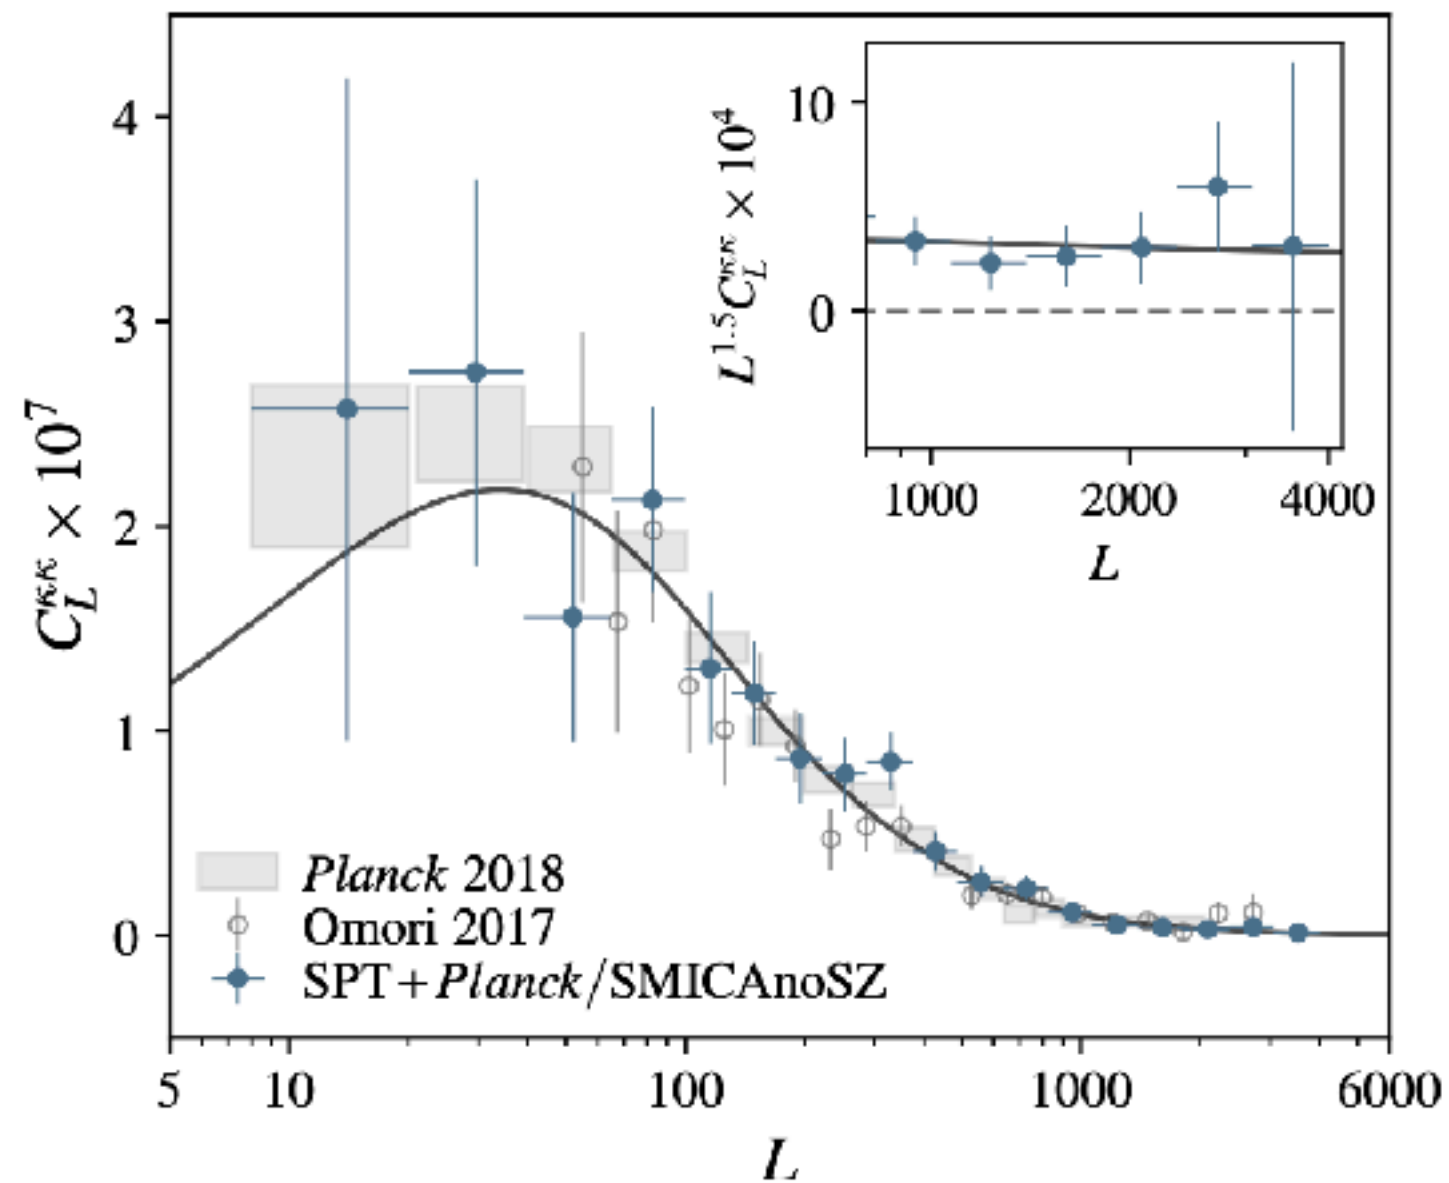 4
3
2
1
0
C_L^{κκ} × 10^7
5 10 100 1000 6000
L
10
0
L^{1.5}C_L^{κκ} × 10^4
1000 2000 4000
L
Planck 2018
Omori 2017
SPT+Planck/SMICAnoSZ